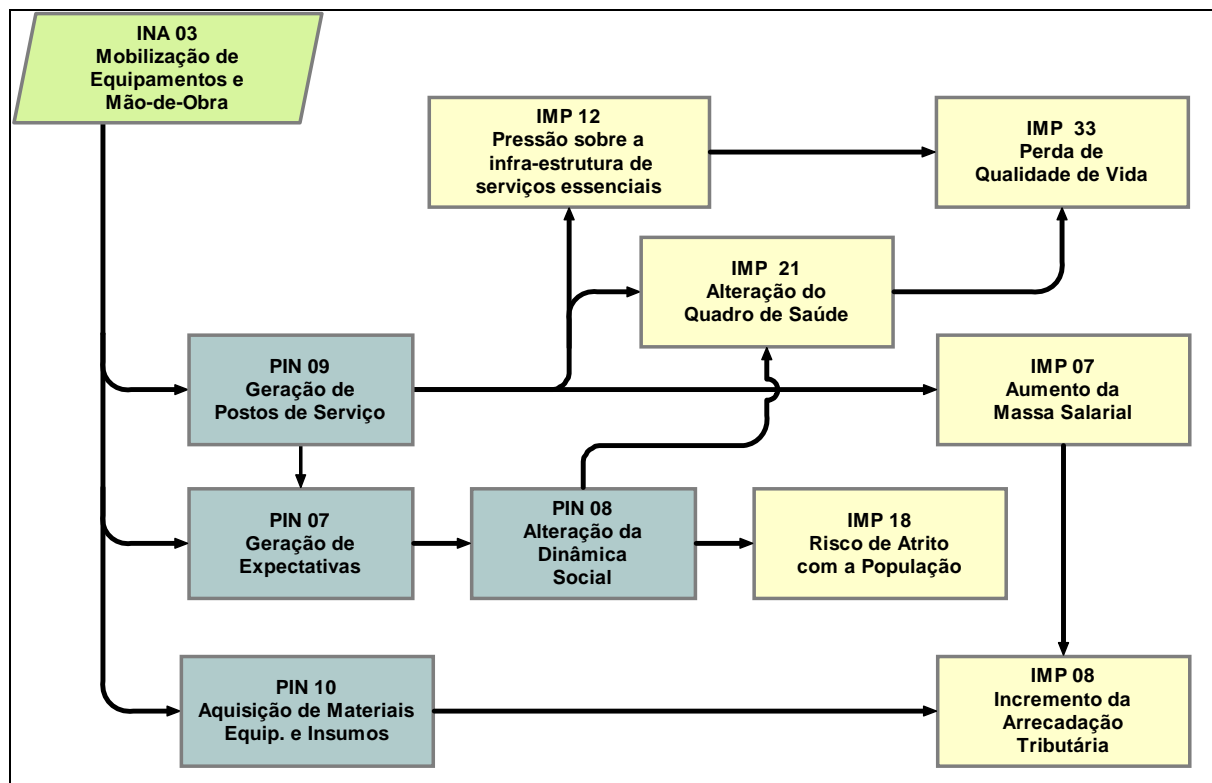 INA 03
Mobilização de
Equipamentos e
Mão-de-Obra
IMP 12
Pressão sobre a
infra-estrutura de
serviços essenciais
IMP 33
Perda de
Qualidade de Vida
IMP 21
Alteração do
Quadro de Saúde
PIN 09
Geração de
Postos de Serviço
IMP 07
Aumento da
Massa Salarial
PIN 07
Geração de
Expectativas
PIN 08
Alteração da
Dinâmica
Social
IMP 18
Risco de Atrito
com a População
PIN 10
Aquisição de Materiais
Equip. e Insumos
IMP 08
Incremento da
Arrecadação
Tributária